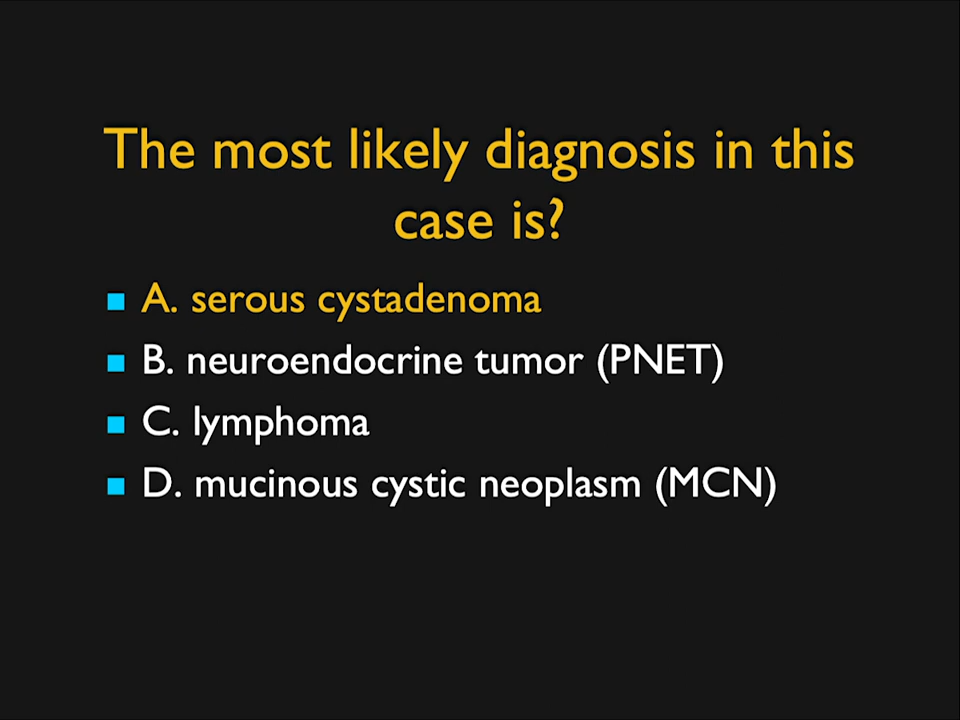 The most likely diagnosis in this
case is?
A. serous cystadenoma
B. neuroendocrine tumor (PNET)
C. lymphoma
D. mucinous cystic neoplasm (MCN)